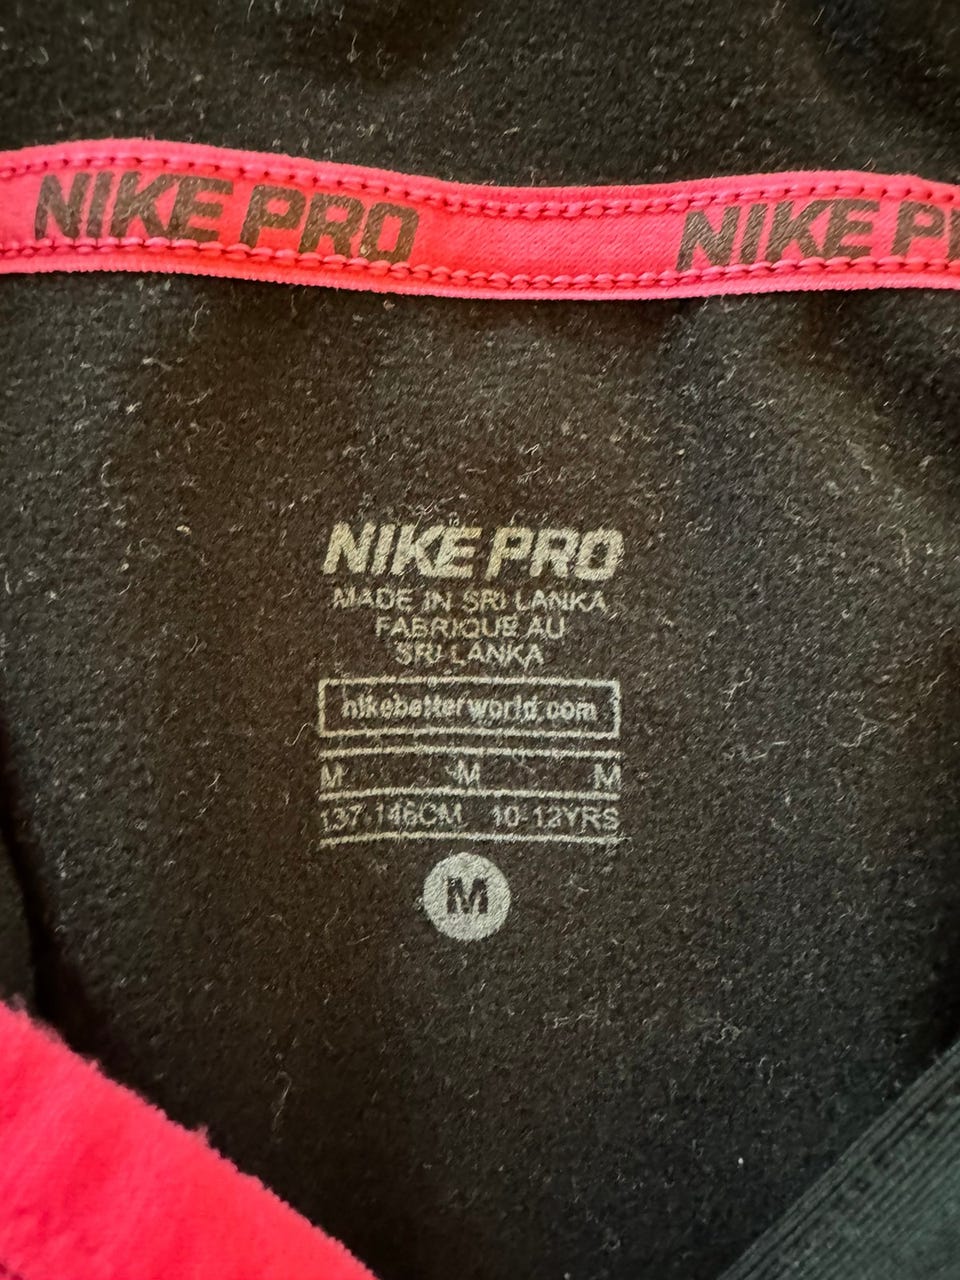 NIKE PRO NIKE P
NIKE PRO
MADE IN SRI LANKA
FABRIQUE AU
SRI LANKA
nikebetterworld.com
M M M
137-146CM 10-12YRS
M